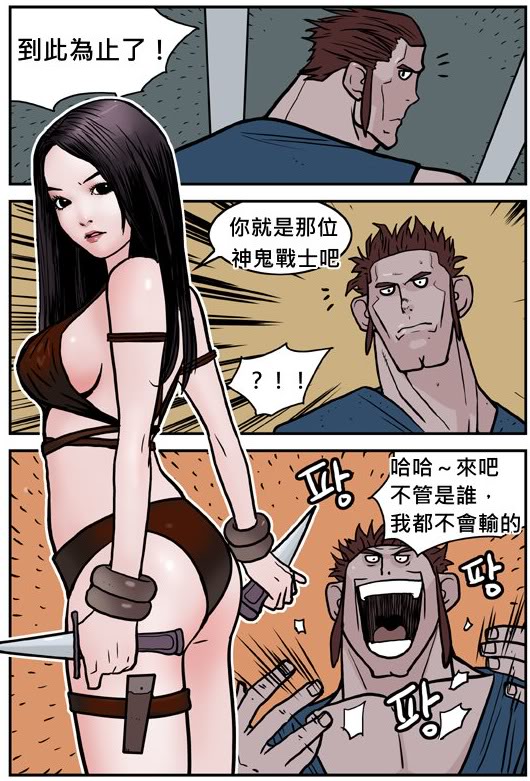 到此為止了！
你就是那位
神鬼戰士吧
？！！
哈哈～來吧
不管是誰，
我都不會輸的
팡
팡
팡